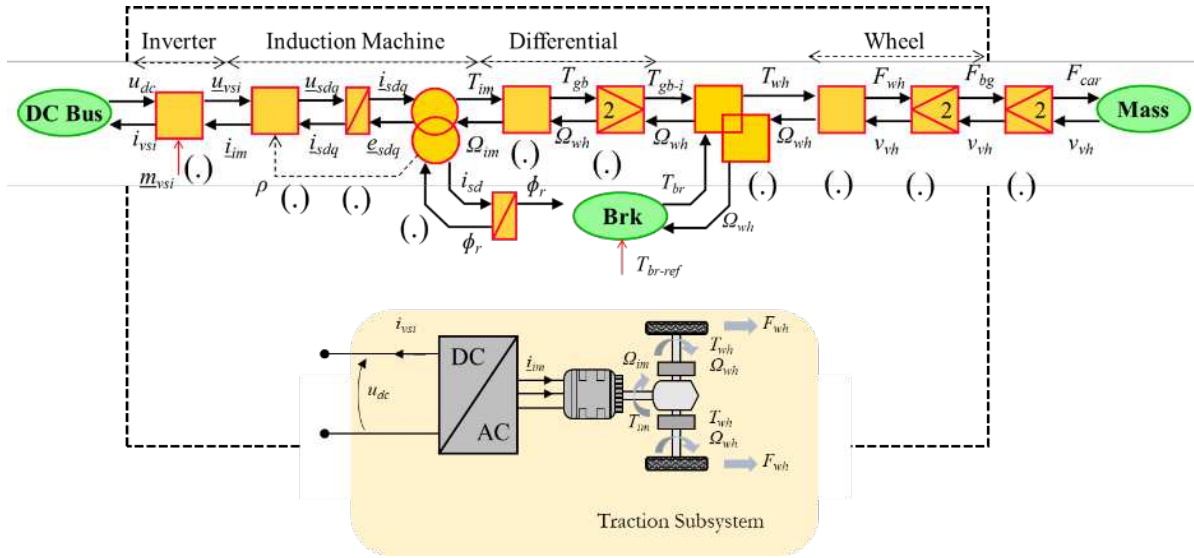 Inverter Induction Machine Differential Wheel
u_dc u_vsi u_sdq i_sdq T_im T_gb T_gb-i T_wh F_wh F_bg F_car
DC Bus 2 2 2 Mass
i_vsi i_im i_sdq e_sdq Ω_im Ω_wh Ω_wh Ω_wh v_vh v_vh v_vh
m_vsi (.) ρ (.) (.) (.) i_sd ϕ_r (.) (.) T_br (.) (.) (.) (.)
ϕ_r Brk Ω_wh
T_br-ref
i_vsi
DC
AC
u_dc
i_im
Ω_im
T_im
F_wh
T_wh
Ω_wh
T_wh
Ω_wh
F_wh
Traction Subsystem